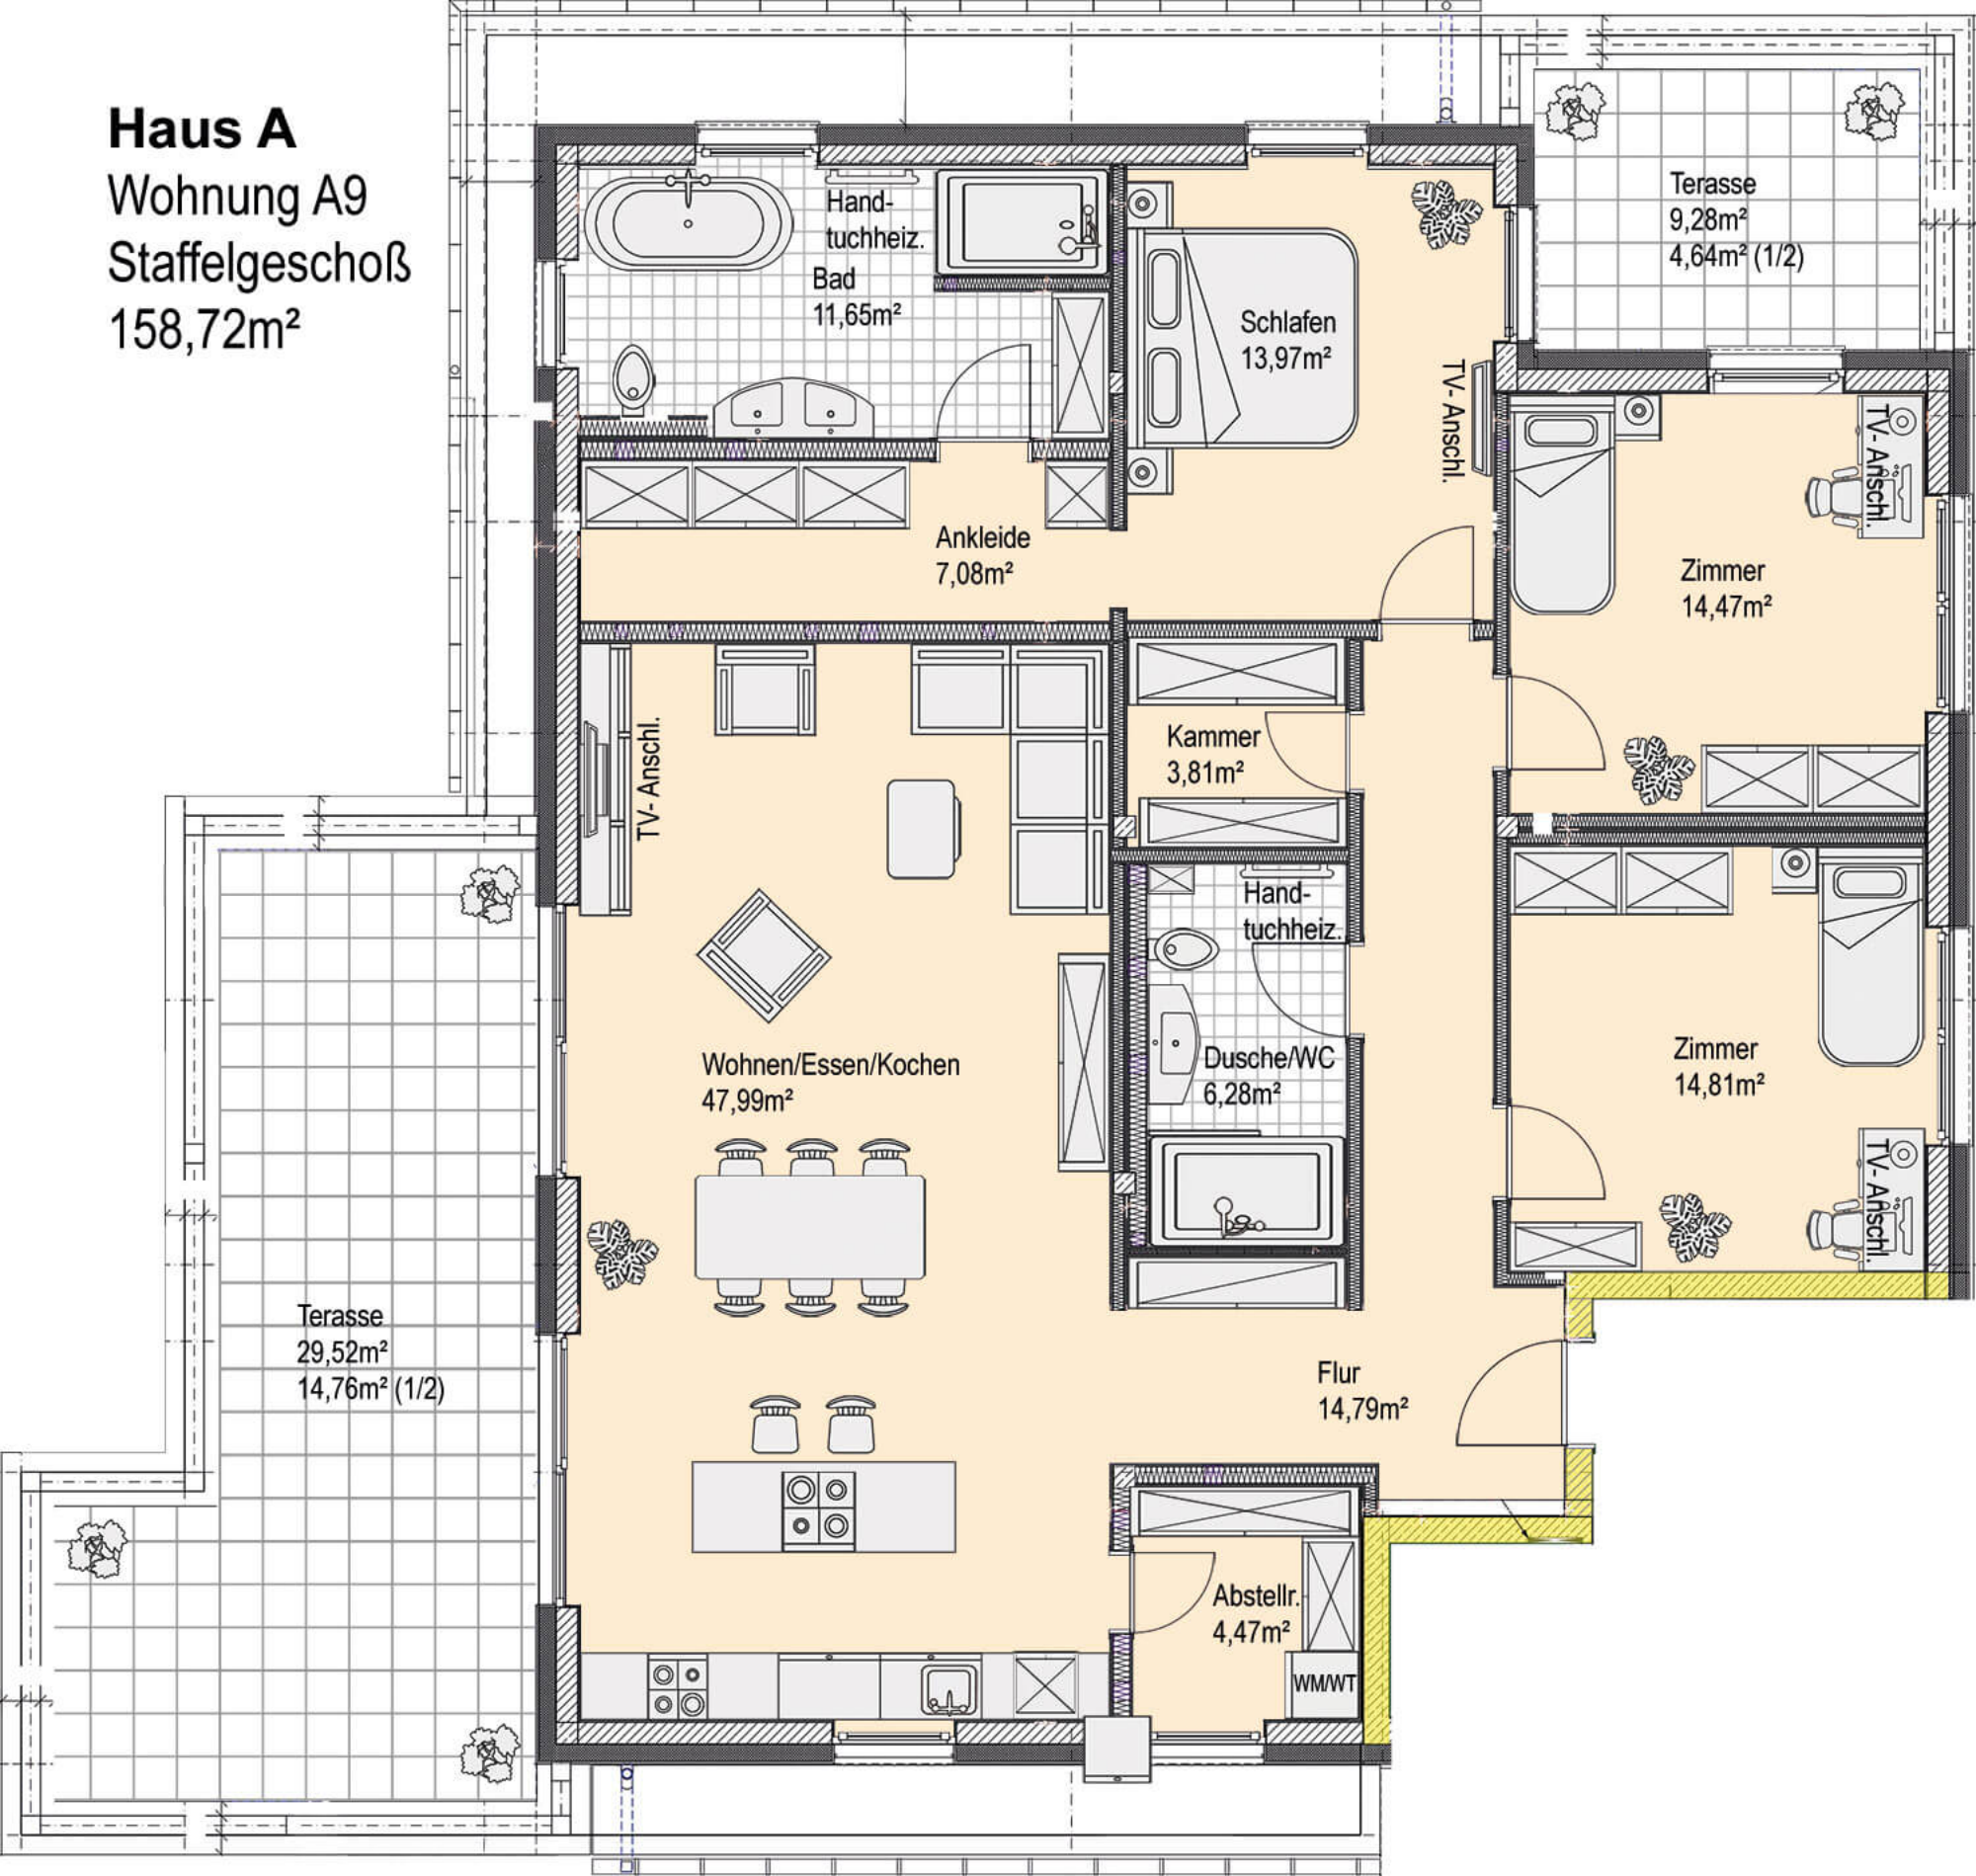 Haus A
Wohnung A9
Staffelgeschoß
158,72m²
Terasse
9,28m²
4,64m² (1/2)
Hand-
tuchheiz.
Bad
11,65m²
Schlafen
13,97m²
TV- Anschl.
TV- Anschl.
Ankleide
7,08m²
Zimmer
14,47m²
TV- Anschl.
Kammer
3,81m²
Hand-
tuchheiz.
Wohnen/Essen/Kochen
47,99m²
Dusche/WC
6,28m²
Zimmer
14,81m²
TV- Anschl.
Terasse
29,52m²
14,76m² (1/2)
Flur
14,79m²
Abstellr.
4,47m²
WM/WT